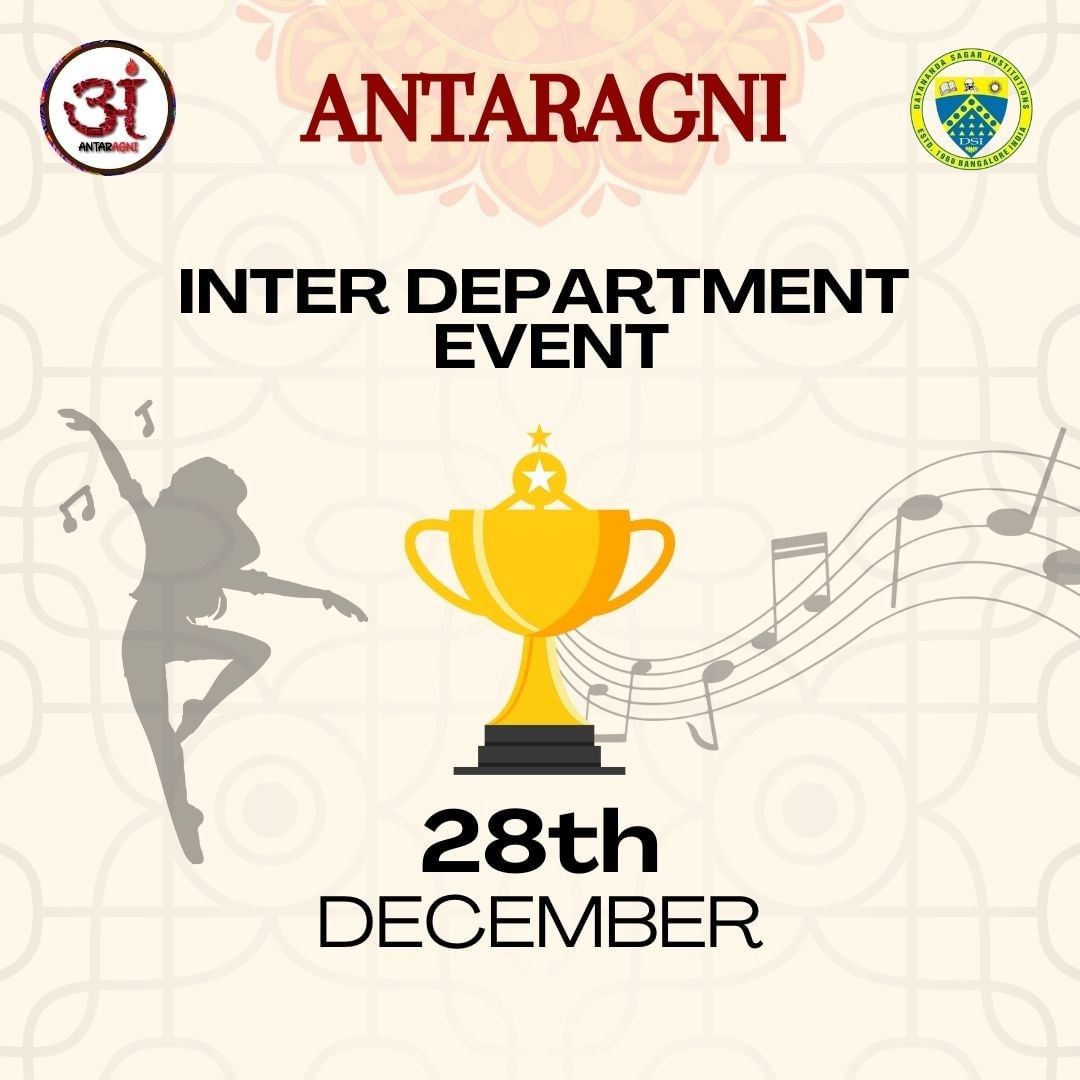 अं
ANTARAGNI
ANTARAGNI
DAYANANDA SAGAR INSTITUTIONS
DSI
ESTD. 1960 BANGALORE INDIA
INTER DEPARTMENT
EVENT
28th
DECEMBER